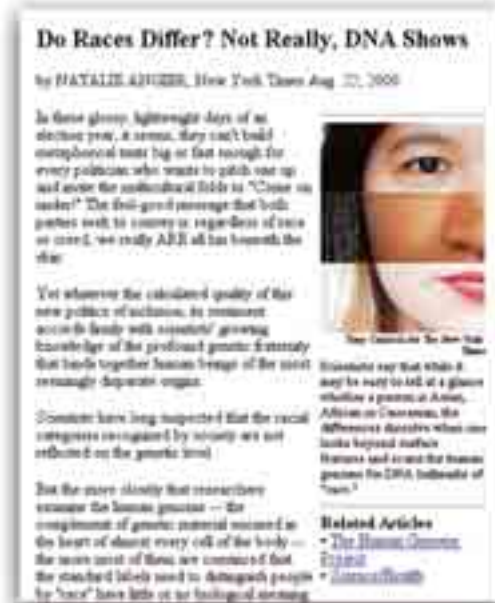 Do Races Differ? Not Really, DNA Shows
by NATALIE ANGIER, New York Times Aug. 22, 2000
In these glossy, lightweight days of an
election year, it seems, they can't build
metaphorical tents big or fast enough for
every politician who wants to pitch one up
and invite the multicultural folds to "Come on
under!" The feel-good message that both
parties seek to convey is: regardless of race
or creed, we really ARE all kin beneath the
skin.
Yet whatever the calculated quality of this
new politics of inclusion, its sentiment
accords firmly with scientists' growing
knowledge of the profound genetic fraternity
that binds together human beings of the most
seemingly disparate origins.
Scientists have long suspected that the racial
categories recognized by society are not
reflected on the genetic level.
But the more closely that researchers
examine the human genome — the
complement of genetic material encased in
the heart of almost every cell of the body —
the more most of them are convinced that
the standard labels used to distinguish people
by "race" have little or no biological meaning
The New York
Times
Scientists say that while it
may be easy to tell at a glance
whether a person is Asian,
African or Caucasian, the
differences dissolve when one
looks beyond surface
features and scans the human
genome for DNA hallmarks of
"race."
Related Articles
• The Human Genome
Project
• Science/Health